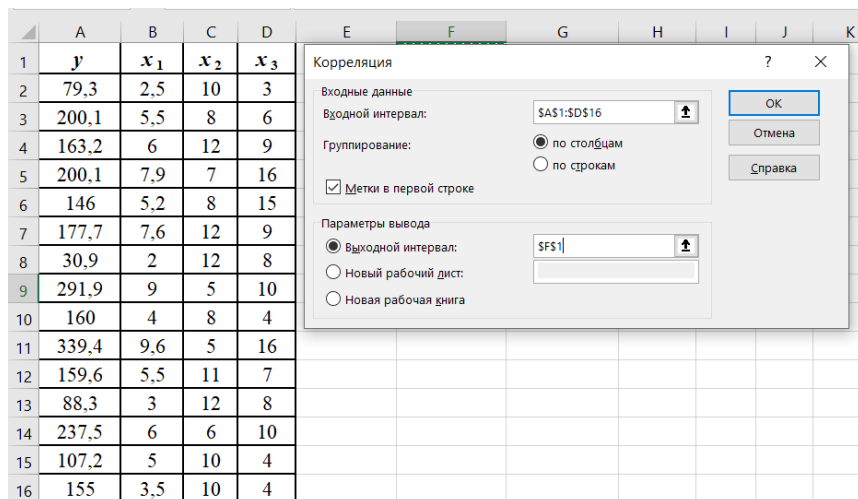 A B C D E F G H I J K
1 y x 1 x 2 x 3
2 79,3 2,5 10 3
3 200,1 5,5 8 6
4 163,2 6 12 9
5 200,1 7,9 7 16
6 146 5,2 8 15
7 177,7 7,6 12 9
8 30,9 2 12 8
9 291,9 9 5 10
10 160 4 8 4
11 339,4 9,6 5 16
12 159,6 5,5 11 7
13 88,3 3 12 8
14 237,5 6 6 10
15 107,2 5 10 4
16 155 3,5 10 4
Корреляция ?
Входные данные
Входной интервал: $A$1:$D$16
Группирование: по столбцам
по строкам
Метки в первой строке
Параметры вывода
Выходной интервал: $F$1
Новый рабочий лист:
Новая рабочая книга
ОК
Отмена
Справка